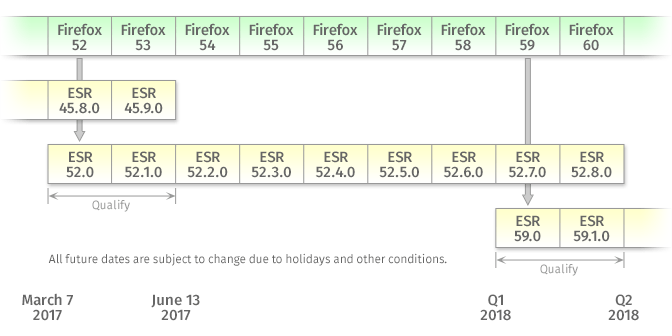 Firefox 52 Firefox 53 Firefox 54 Firefox 55 Firefox 56 Firefox 57 Firefox 58 Firefox 59 Firefox 60
ESR 45.8.0 ESR 45.9.0
ESR 52.0 ESR 52.1.0 ESR 52.2.0 ESR 52.3.0 ESR 52.4.0 ESR 52.5.0 ESR 52.6.0 ESR 52.7.0 ESR 52.8.0
Qualify
ESR 59.0 ESR 59.1.0
Qualify
All future dates are subject to change due to holidays and other conditions.
March 7 2017 June 13 2017 Q1 2018 Q2 2018